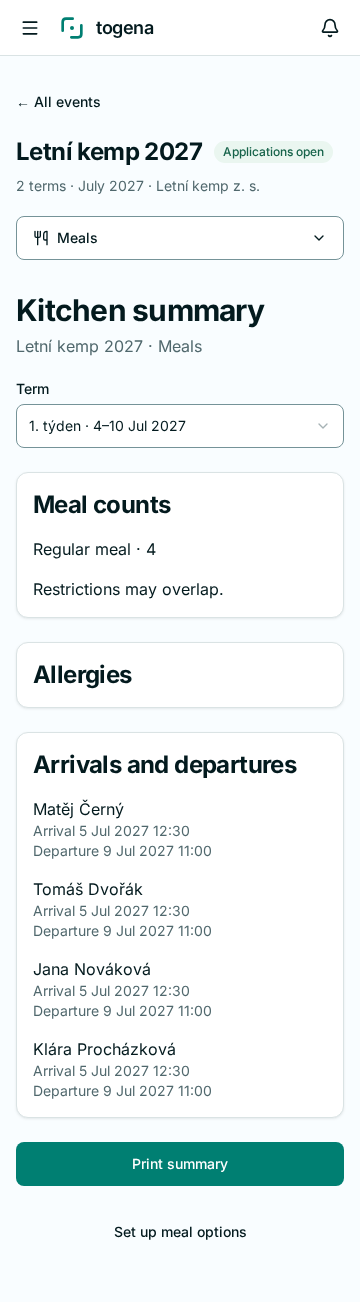 togena
← All events
Letní kemp 2027
Applications open
2 terms · July 2027 · Letní kemp z. s.
Meals
Kitchen summary
Letní kemp 2027 · Meals
Term
1. týden · 4–10 Jul 2027
Meal counts
Regular meal · 4
Restrictions may overlap.
Allergies
Arrivals and departures
Matěj Černý
Arrival 5 Jul 2027 12:30
Departure 9 Jul 2027 11:00
Tomáš Dvořák
Arrival 5 Jul 2027 12:30
Departure 9 Jul 2027 11:00
Jana Nováková
Arrival 5 Jul 2027 12:30
Departure 9 Jul 2027 11:00
Klára Procházková
Arrival 5 Jul 2027 12:30
Departure 9 Jul 2027 11:00
Print summary
Set up meal options